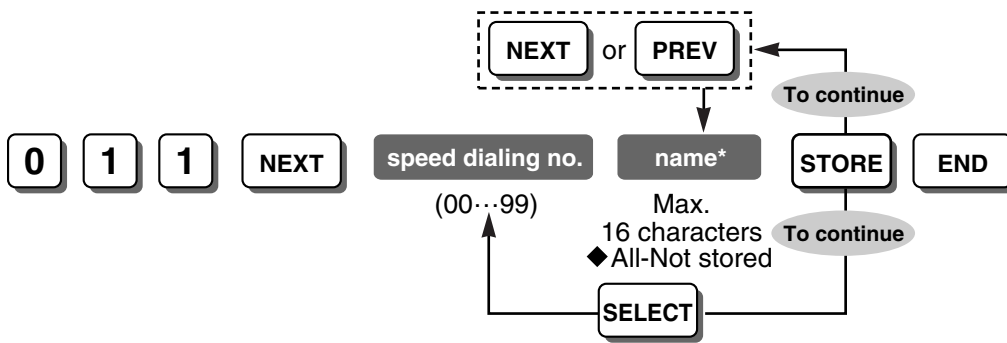 NEXT or PREV
To continue
0 1 1 NEXT speed dialing no. name* STORE END
(00···99) Max.
16 characters To continue
◆All-Not stored
SELECT